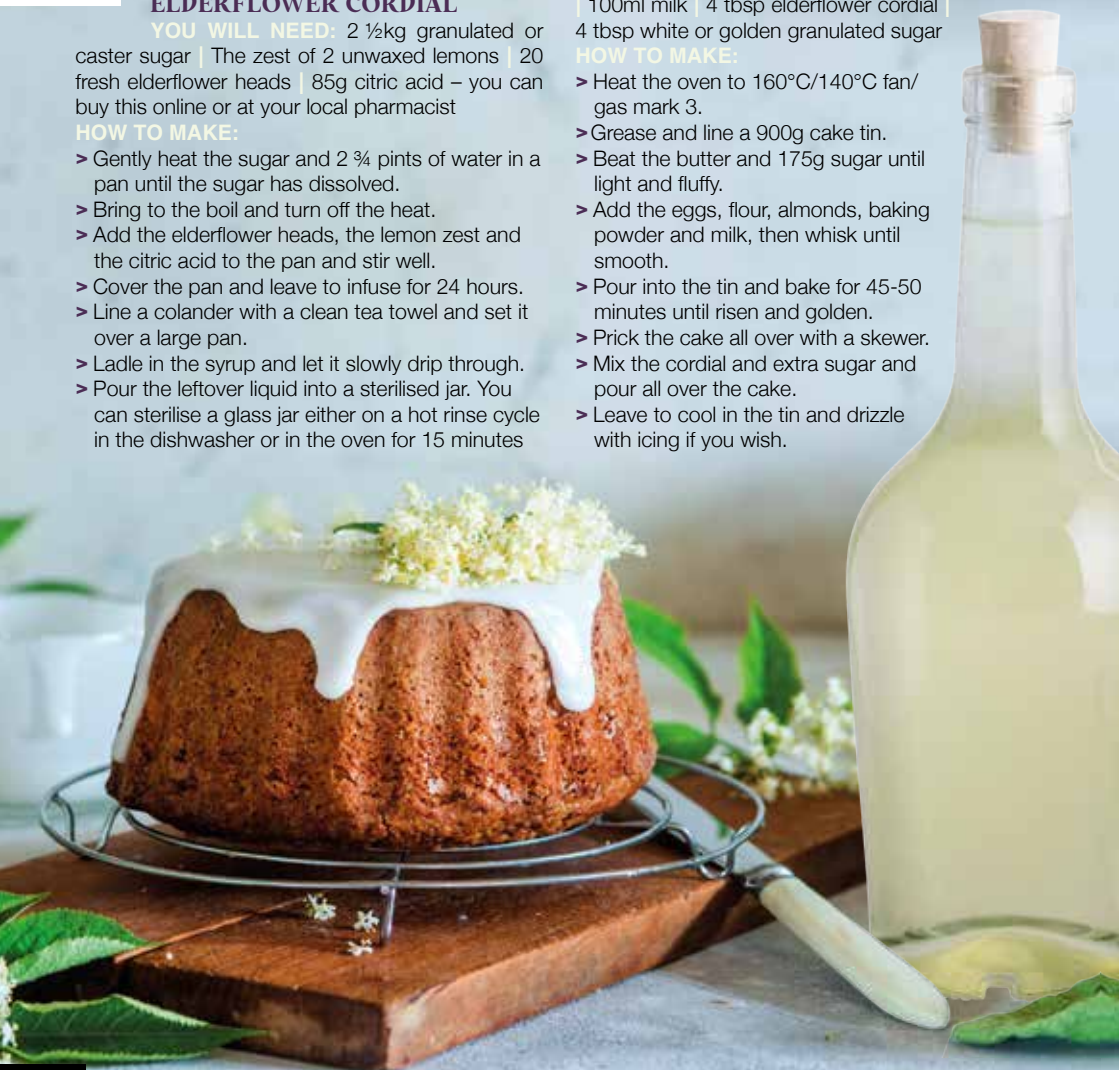 ELDERFLOWER CORDIAL
YOU WILL NEED: 2 ½kg granulated or
caster sugar | The zest of 2 unwaxed lemons | 20
fresh elderflower heads | 85g citric acid – you can
buy this online or at your local pharmacist
HOW TO MAKE:
> Gently heat the sugar and 2 ¾ pints of water in a
pan until the sugar has dissolved.
> Bring to the boil and turn off the heat.
> Add the elderflower heads, the lemon zest and
the citric acid to the pan and stir well.
> Cover the pan and leave to infuse for 24 hours.
> Line a colander with a clean tea towel and set it
over a large pan.
> Ladle in the syrup and let it slowly drip through.
> Pour the leftover liquid into a sterilised jar. You
can sterilise a glass jar either on a hot rinse cycle
in the dishwasher or in the oven for 15 minutes
| 100ml milk | 4 tbsp elderflower cordial |
4 tbsp white or golden granulated sugar
HOW TO MAKE:
> Heat the oven to 160°C/140°C fan/
gas mark 3.
> Grease and line a 900g cake tin.
> Beat the butter and 175g sugar until
light and fluffy.
> Add the eggs, flour, almonds, baking
powder and milk, then whisk until
smooth.
> Pour into the tin and bake for 45-50
minutes until risen and golden.
> Prick the cake all over with a skewer.
> Mix the cordial and extra sugar and
pour all over the cake.
> Leave to cool in the tin and drizzle
with icing if you wish.